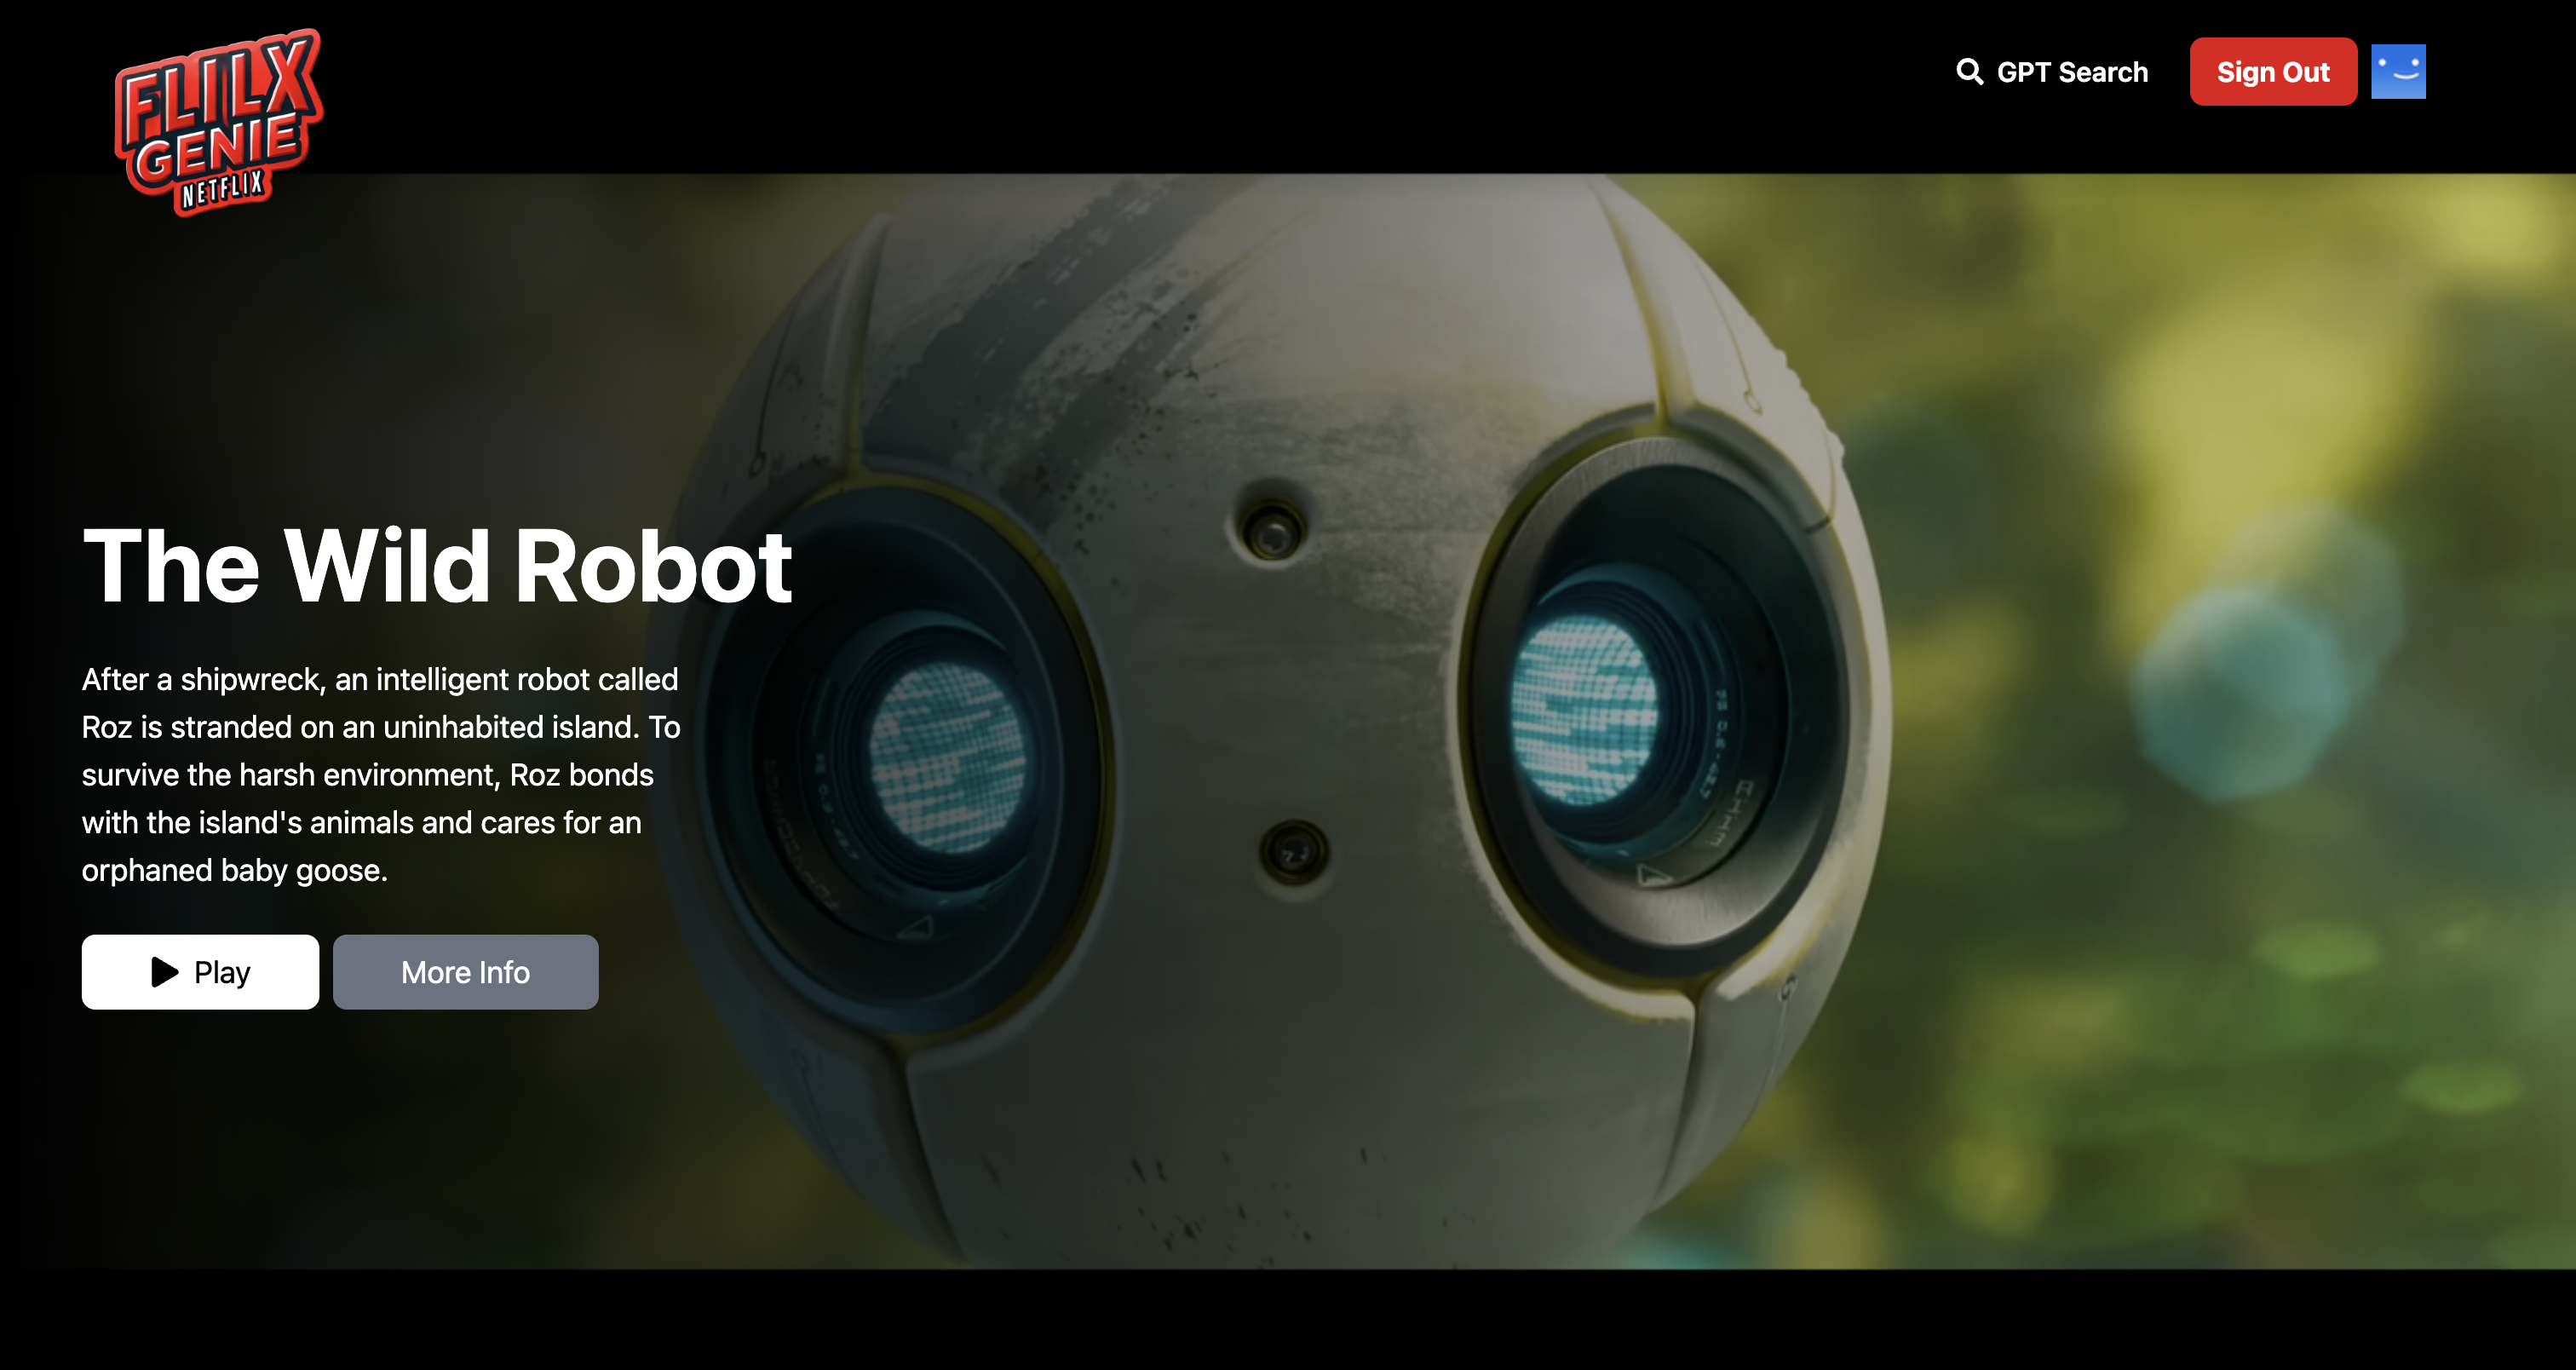 FLILX
GENIE
NETFLIX
GPT Search
Sign Out
The Wild Robot
After a shipwreck, an intelligent robot called
Roz is stranded on an uninhabited island. To
survive the harsh environment, Roz bonds
with the island's animals and cares for an
orphaned baby goose.
Play
More Info